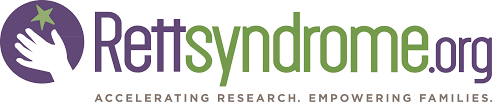 Rettsyndrome.org
ACCELERATING RESEARCH. EMPOWERING FAMILIES.